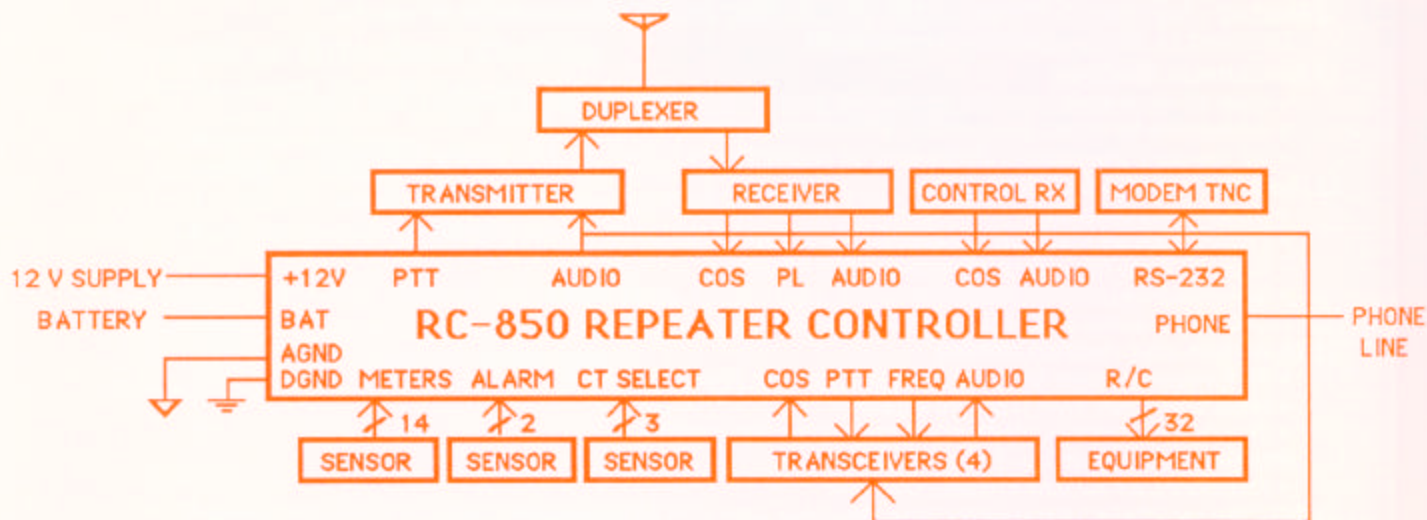 DUPLEXER
TRANSMITTER RECEIVER CONTROL RX MODEM TNC
12 V SUPPLY +12V PTT AUDIO COS PL AUDIO COS AUDIO RS-232
BATTERY BAT RC-850 REPEATER CONTROLLER PHONE PHONE
LINE
AGND
DGND METERS ALARM CT SELECT COS PTT FREQ AUDIO R/C
14 2 3 32
SENSOR SENSOR SENSOR TRANSCEIVERS (4) EQUIPMENT